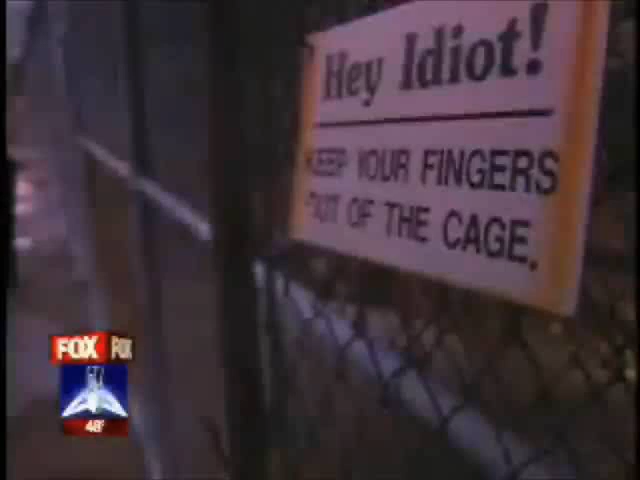 Hey Idiot!
KEEP YOUR FINGERS
OUT OF THE CAGE.
FOX FOX
48°